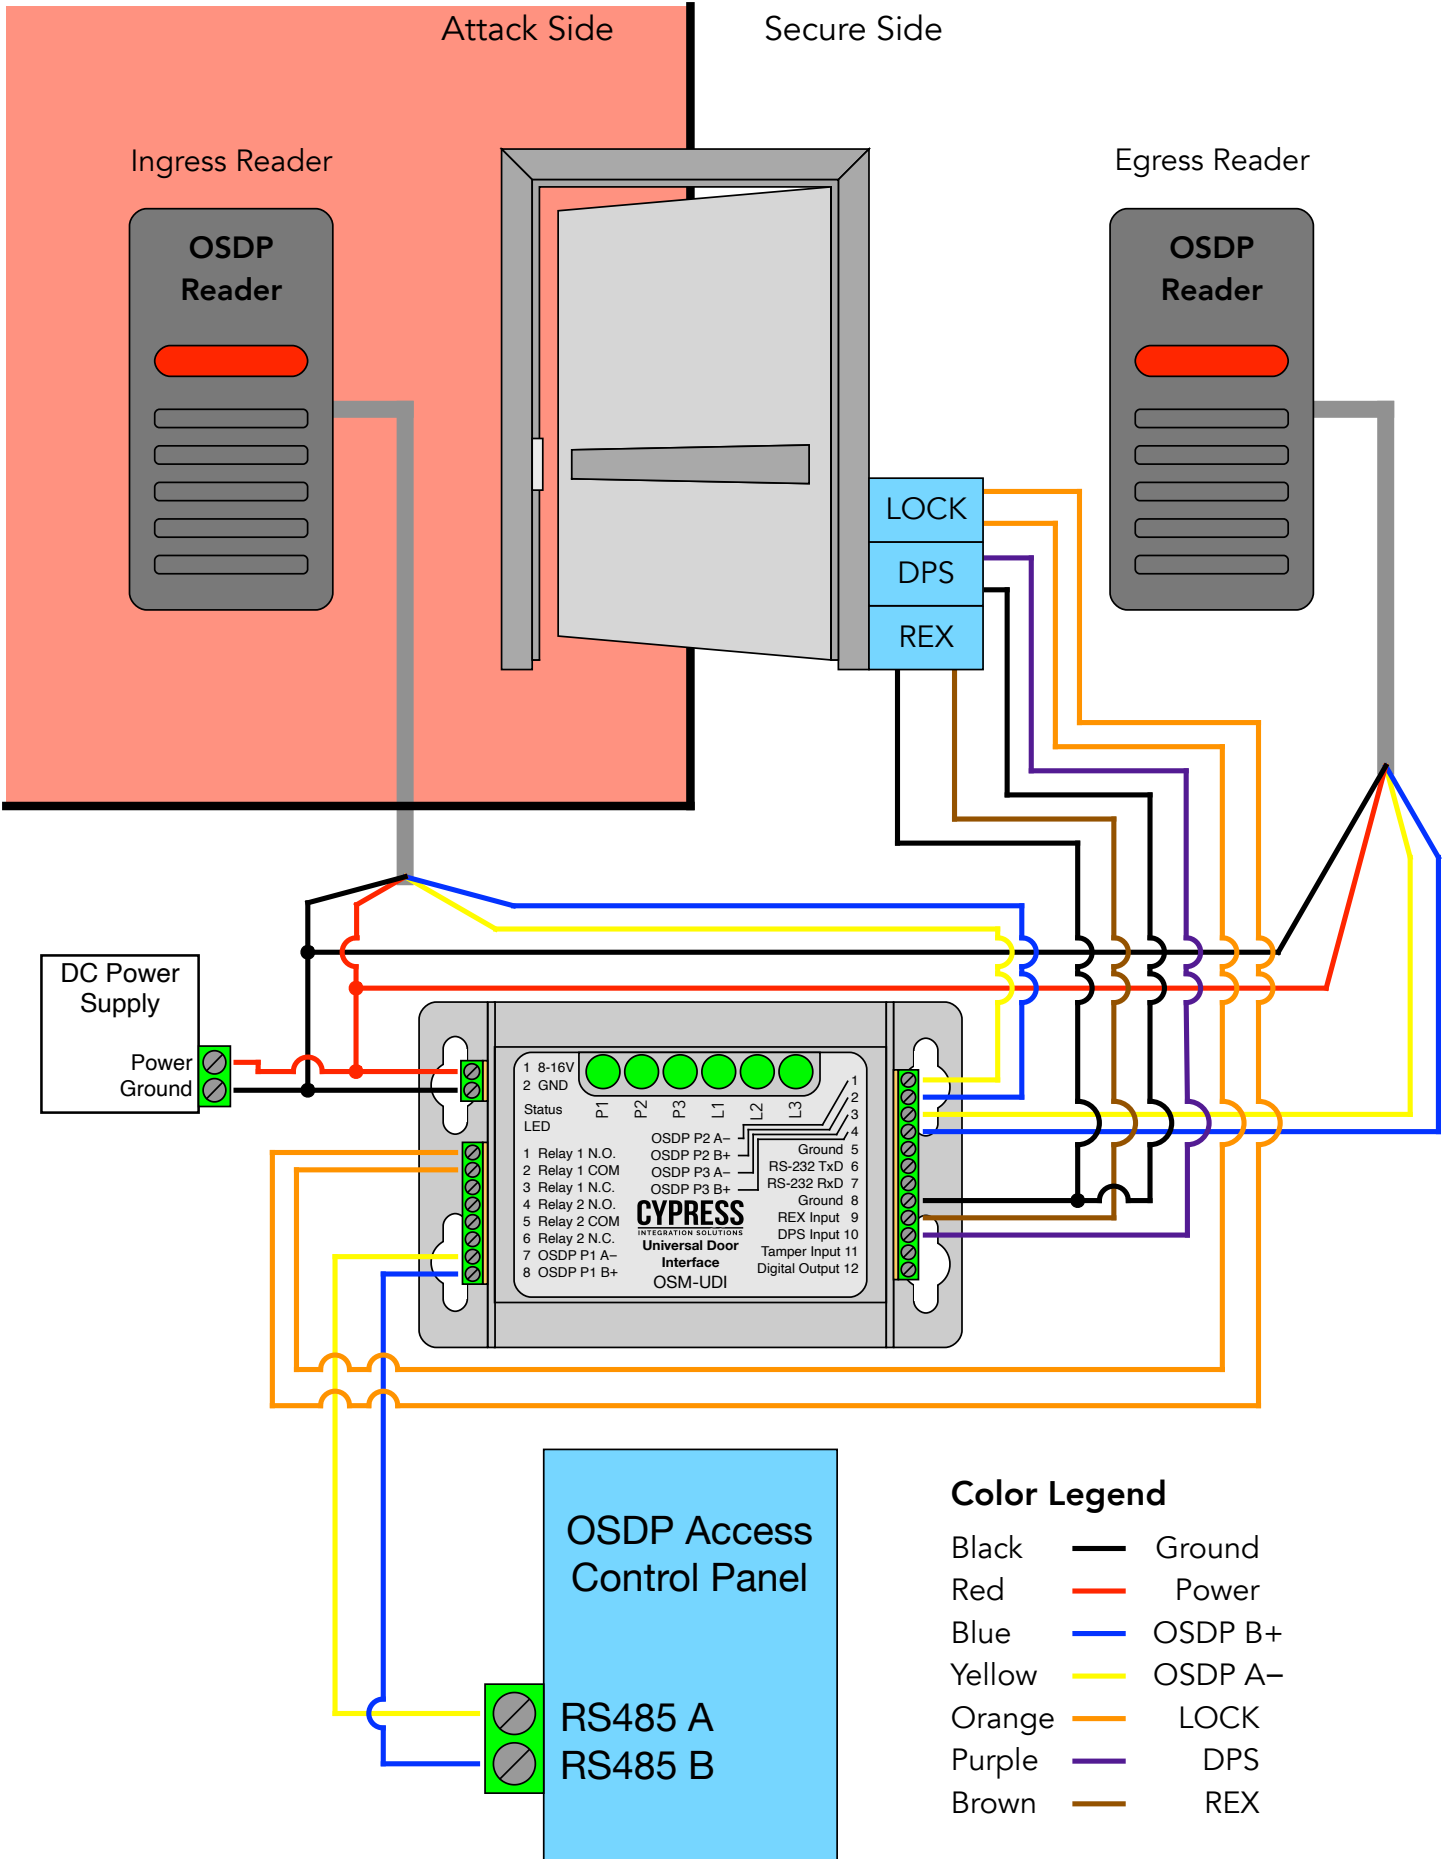 Attack Side
Secure Side
Ingress Reader
Egress Reader
OSDP
Reader
OSDP
Reader
LOCK
DPS
REX
DC Power
Supply
Power
Ground
1 8-16V
2 GND
Status
LED
P1
P2
P3
L1
L2
L3
1
2
3
4
OSDP P2 A−
OSDP P2 B+
OSDP P3 A−
OSDP P3 B+
1 Relay 1 N.O.
2 Relay 1 COM
3 Relay 1 N.C.
4 Relay 2 N.O.
5 Relay 2 COM
6 Relay 2 N.C.
7 OSDP P1 A−
8 OSDP P1 B+
Ground 5
RS-232 TxD 6
RS-232 RxD 7
Ground 8
REX Input 9
DPS Input 10
Tamper Input 11
Digital Output 12
CYPRESS
INTEGRATION SOLUTIONS
Universal Door
Interface
OSM-UDI
OSDP Access
Control Panel
RS485 A
RS485 B
Color Legend
Black Ground
Red Power
Blue OSDP B+
Yellow OSDP A−
Orange LOCK
Purple DPS
Brown REX